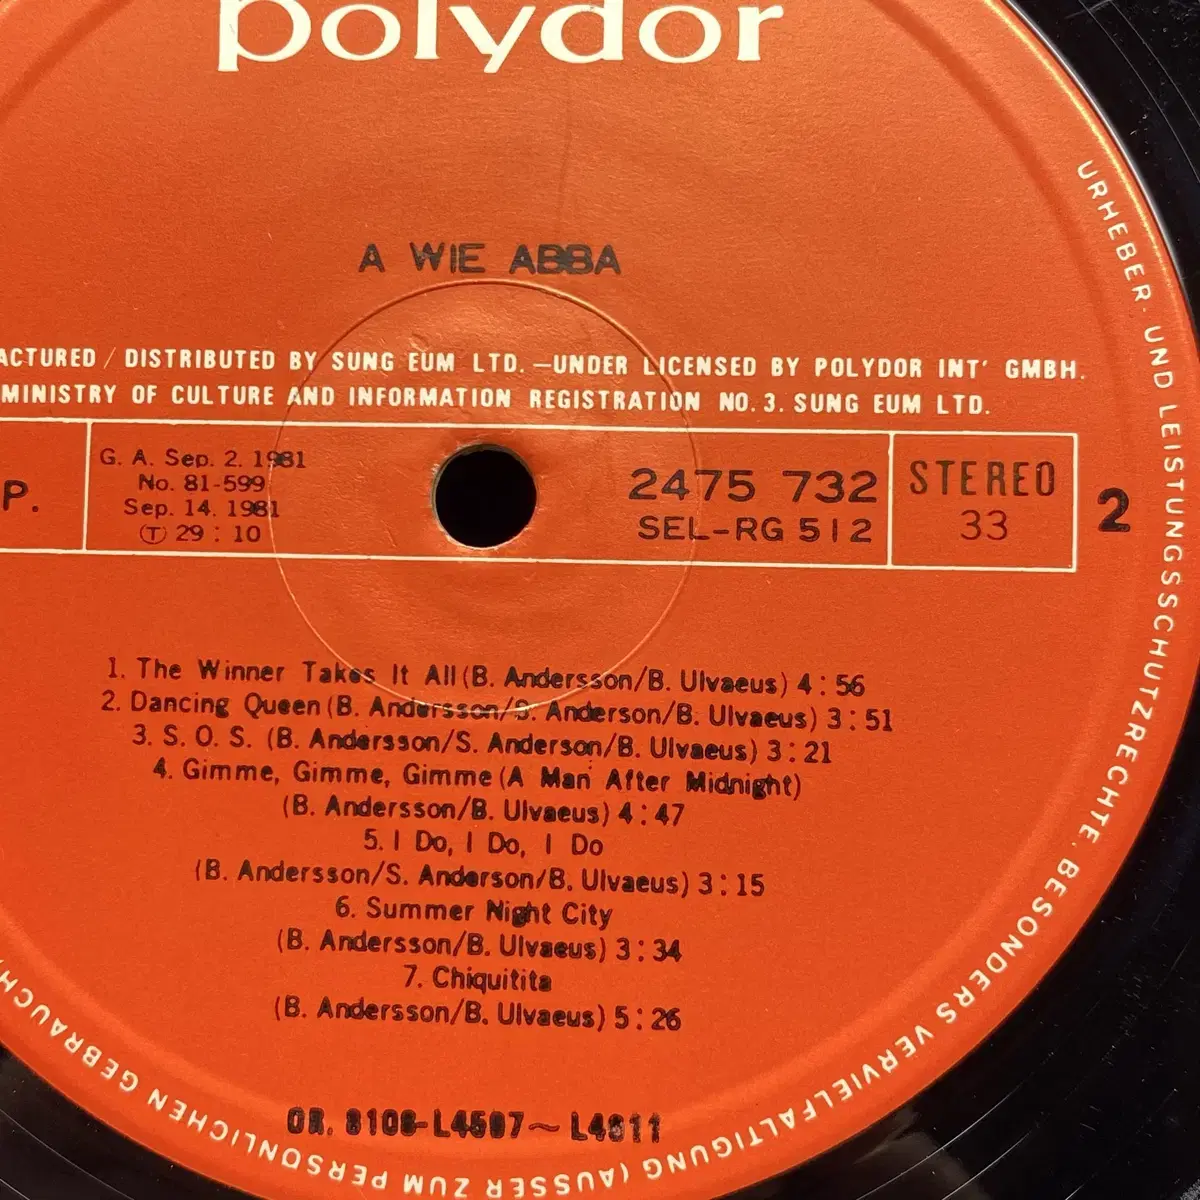 polydor
A WIE ABBA
ACTURED / DISTRIBUTED BY SUNG EUM LTD. —UNDER LICENSED BY POLYDOR INT' GMBH.
MINISTRY OF CULTURE AND INFORMATION REGISTRATION NO. 3. SUNG EUM LTD.
P.
G. A. Sep. 2. 1981
No. 81-599
Sep. 14. 1981
Ⓣ 29 : 10
2475 732
SEL-RG 512
STEREO
33
2
1. The Winner Takes It All (B. Andersson/B. Ulvaeus) 4 : 56
2. Dancing Queen (B. Andersson/S. Anderson/B. Ulvaeus) 3 : 51
3. S. O. S. (B. Andersson/S. Anderson/B. Ulvaeus) 3 : 21
4. Gimme, Gimme, Gimme (A Man After Midnight)
(B. Andersson/B. Ulvaeus) 4 : 47
5. I Do, I Do, I Do
(B. Andersson/S. Anderson/B. Ulvaeus) 3 : 15
6. Summer Night City
(B. Andersson/B. Ulvaeus) 3 : 34
7. Chiquitita
(B. Andersson/B. Ulvaeus) 5 : 26
URHEBER- UND LEISTUNGSSCHUTZRECHTE, BESONDERS VERVIELFALTIGUNG (AUSSER ZUM PERSONLICHEN GEBRAUCH)